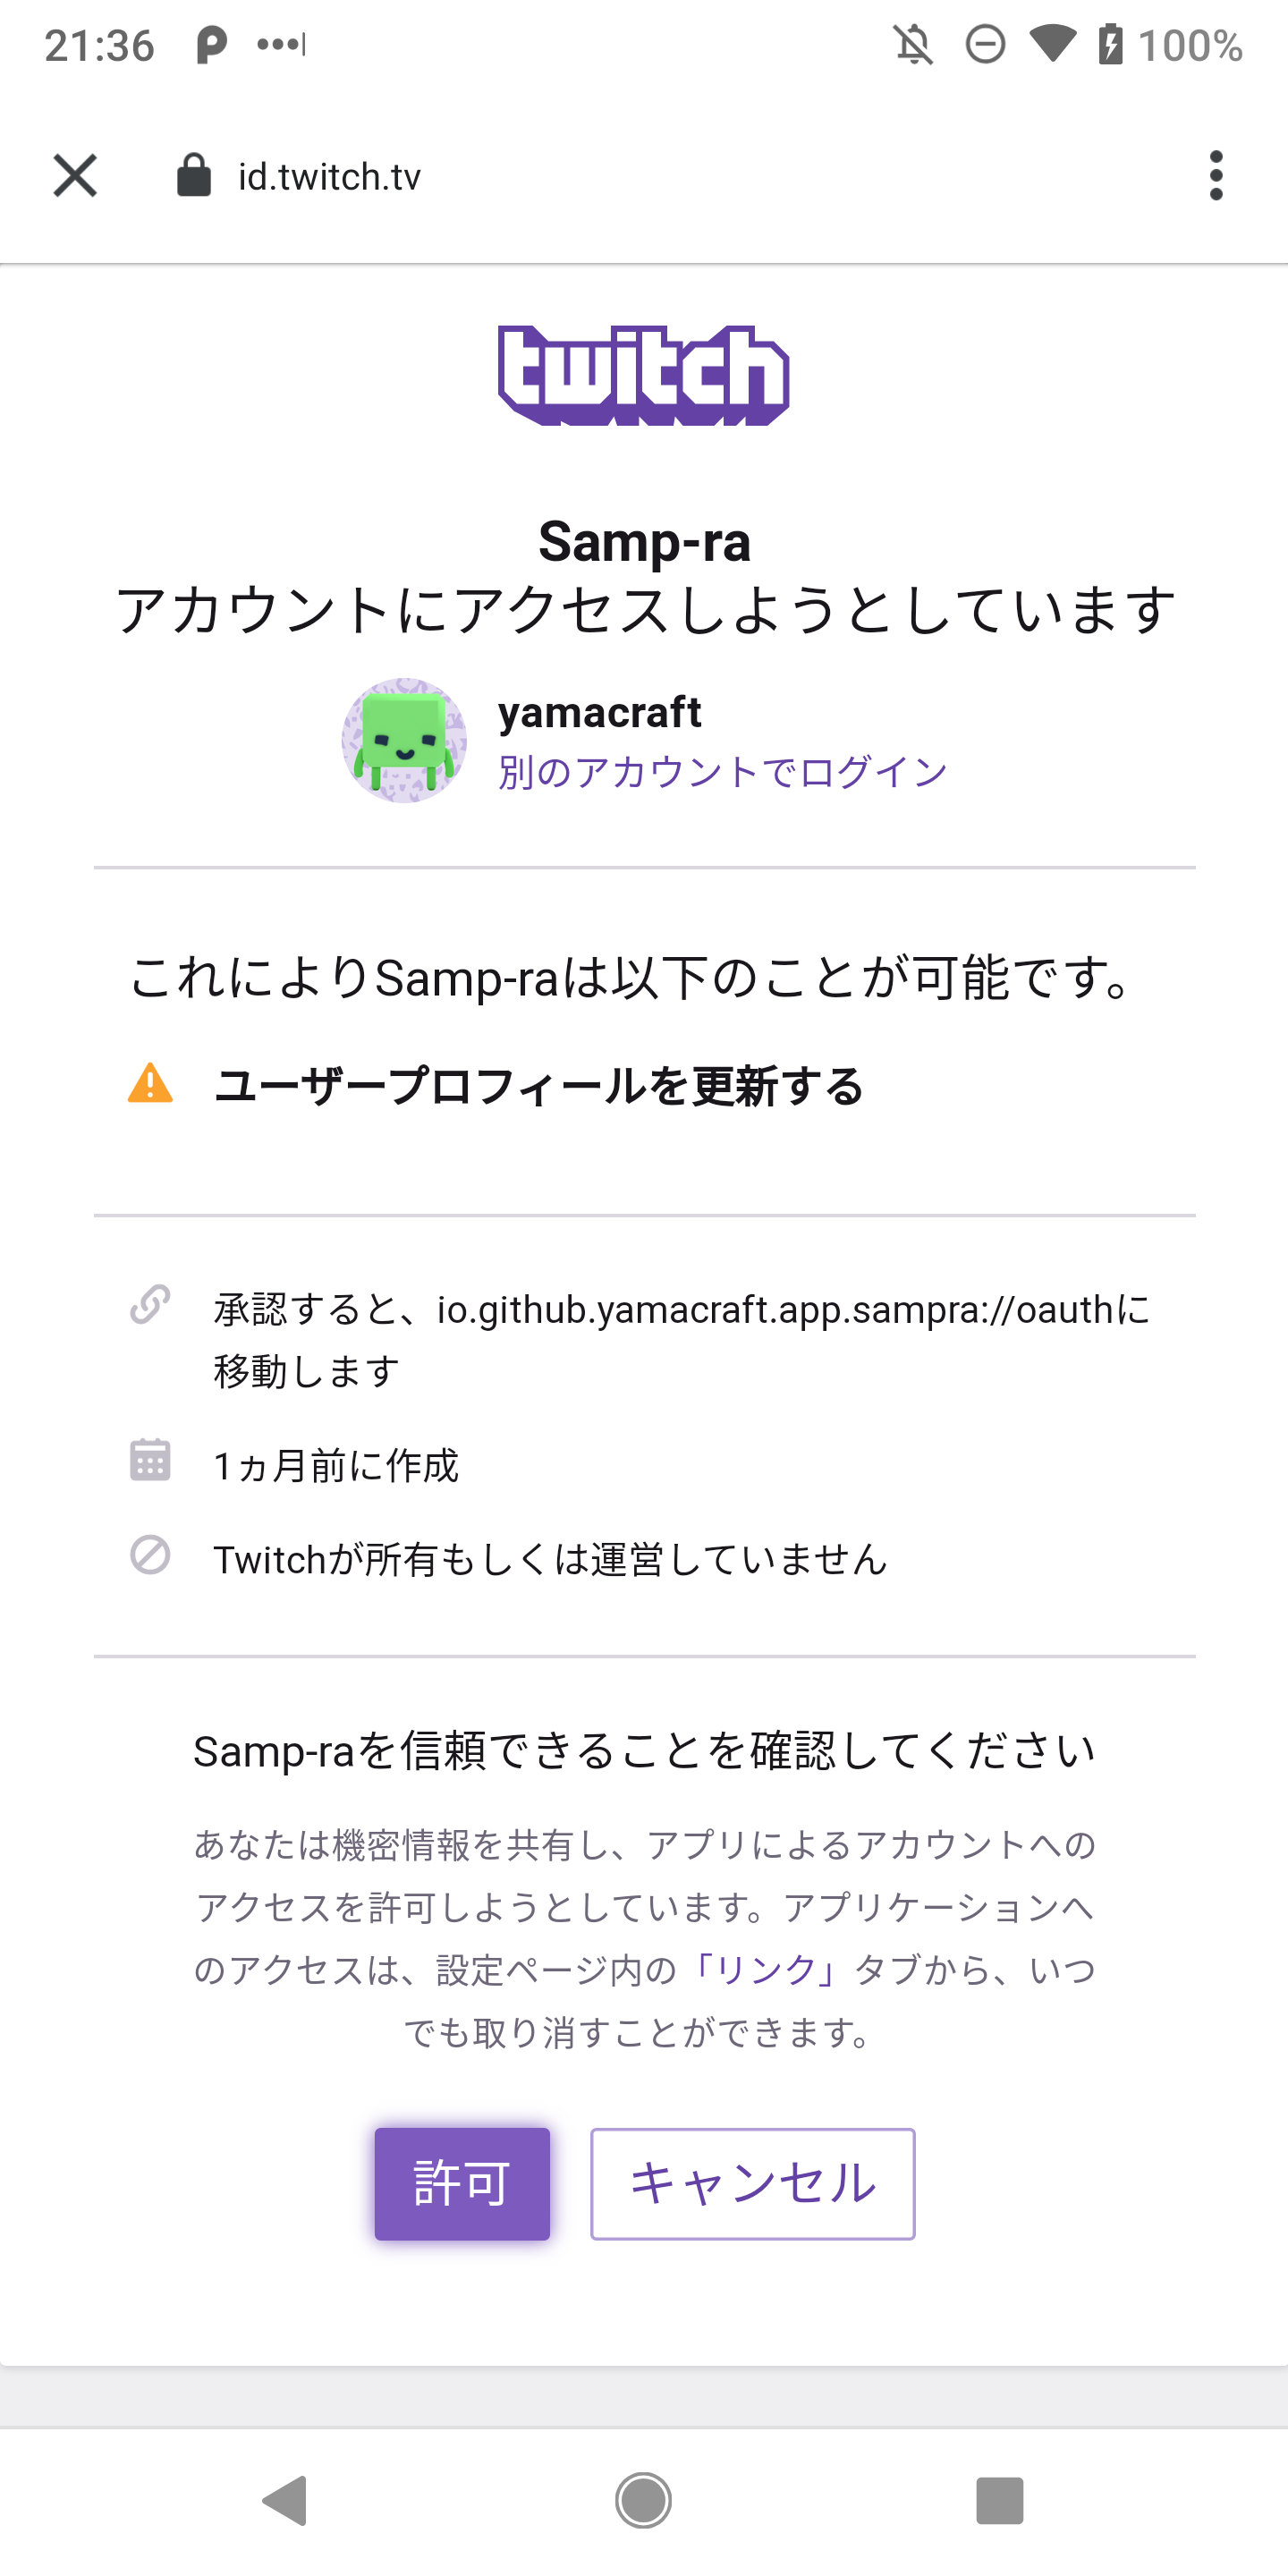 21:36
100%
id.twitch.tv
twitch
Samp-ra
アカウントにアクセスしようとしています
yamacraft
別のアカウントでログイン
これによりSamp-raは以下のことが可能です。
ユーザープロフィールを更新する
承認すると、io.github.yamacraft.app.sampra://oauthに
移動します
1ヵ月前に作成
Twitchが所有もしくは運営していません
Samp-raを信頼できることを確認してください
あなたは機密情報を共有し、アプリによるアカウントへの
アクセスを許可しようとしています。アプリケーションへ
のアクセスは、設定ページ内の「リンク」タブから、いつ
でも取り消すことができます。
許可
キャンセル